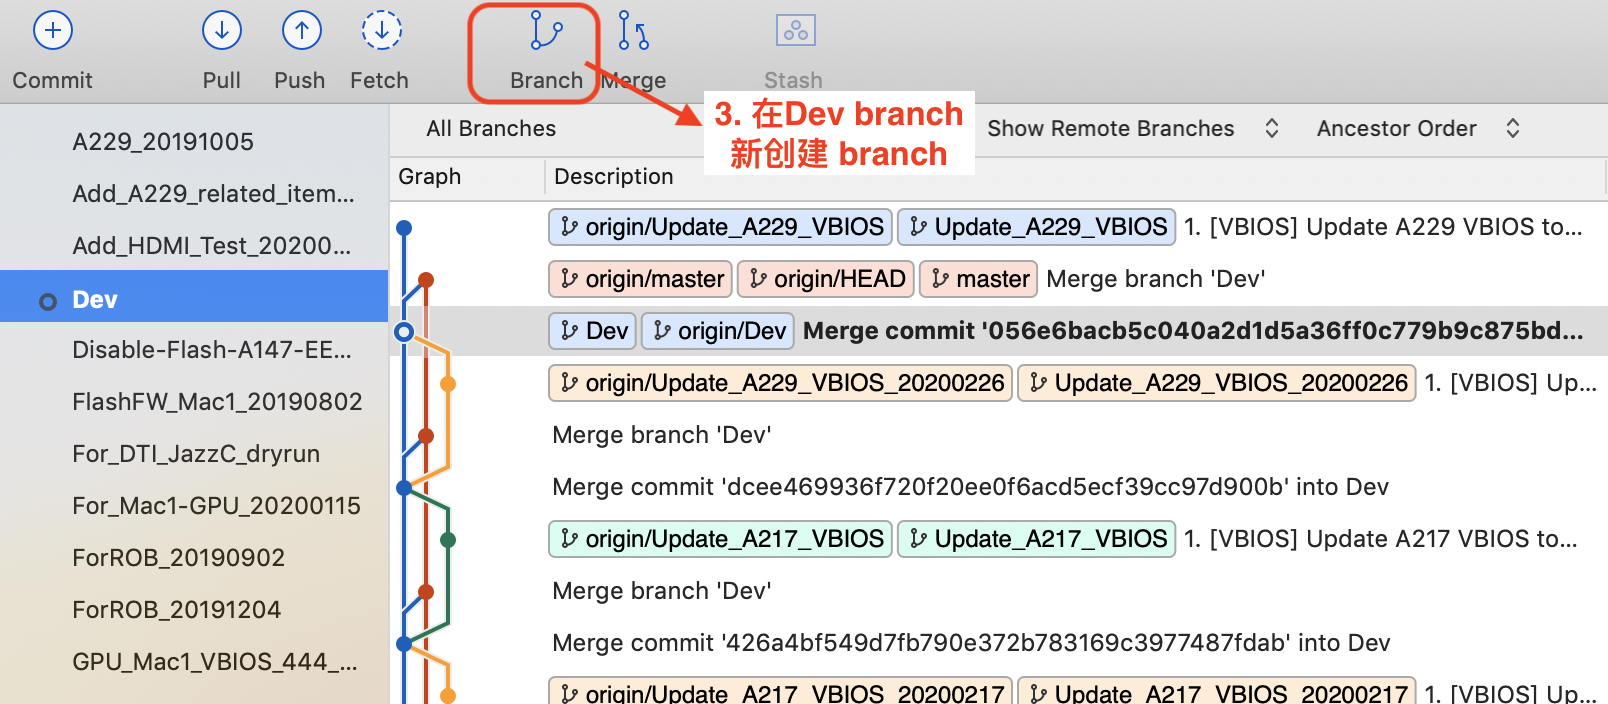 Commit
Pull
Push
Fetch
Branch
Merge
Stash
3. 在Dev branch
新创建 branch
All Branches
Show Remote Branches
Ancestor Order
A229_20191005
Add_A229_related_item...
Add_HDMI_Test_20200...
Dev
Disable-Flash-A147-EE...
FlashFW_Mac1_20190802
For_DTI_JazzC_dryrun
For_Mac1-GPU_20200115
ForROB_20190902
ForROB_20191204
GPU_Mac1_VBIOS_444_...
Graph
Description
origin/Update_A229_VBIOS Update_A229_VBIOS 1. [VBIOS] Update A229 VBIOS to...
origin/master origin/HEAD master Merge branch 'Dev'
Dev origin/Dev Merge commit '056e6bacb5c040a2d1d5a36ff0c779b9c875bd...
origin/Update_A229_VBIOS_20200226 Update_A229_VBIOS_20200226 1. [VBIOS] Up...
Merge branch 'Dev'
Merge commit 'dcee469936f720f20ee0f6acd5ecf39cc97d900b' into Dev
origin/Update_A217_VBIOS Update_A217_VBIOS 1. [VBIOS] Update A217 VBIOS to...
Merge branch 'Dev'
Merge commit '426a4bf549d7fb790e372b783169c3977487fdab' into Dev
origin/Update_A217_VBIOS_20200217 Update_A217_VBIOS_20200217 1. [VBIOS] Up...